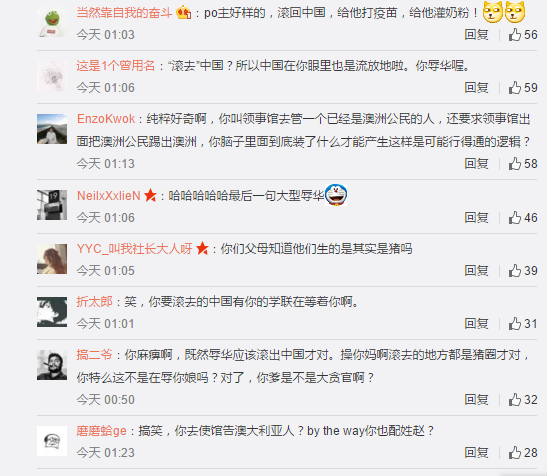 当然靠自我的奋斗：po主好样的，滚回中国，给他打疫苗，给他灌奶粉！
今天 01:03 回复 56
这是1个曾用名：“滚去”中国？所以中国在你眼里也是流放地啦。你辱华喔。
今天 01:06 回复 59
EnzoKwok：纯粹好奇啊，你叫领事馆去管一个已经是澳洲公民的人，还要求领事馆出
面把澳洲公民踢出澳洲，你脑子里面到底装了什么才能产生这样是可能行得通的逻辑？
今天 01:13 回复 58
NeilxXxlieN：哈哈哈哈哈最后一句大型辱华
今天 01:06 回复 46
YYC_叫我社长大人呀：你们父母知道他们生的是其实是猪吗
今天 01:05 回复 39
折太郎：笑，你要滚去的中国有你的学联在等着你啊。
今天 01:01 回复 31
搞二爷：你麻痹啊，既然辱华应该滚出中国才对。操你妈啊滚去的地方都是猪圈才对，
你特么这不是在辱你娘吗？对了，你爹是不是大贪官啊？
今天 00:50 回复 32
磨磨蛤ge：搞笑，你去使馆告澳大利亚人？by the way你也配姓赵？
今天 01:23 回复 28